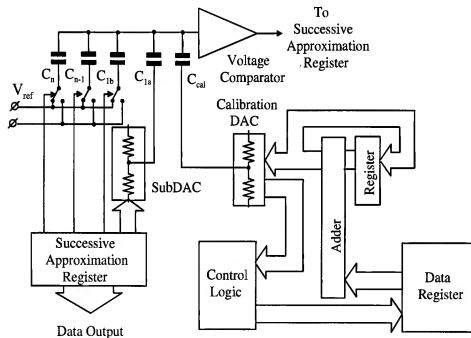 To
Successive
Approximation
Register
Voltage
Comparator
Cn
Cn-1
C1b
C1a
Ccal
Vref
Calibration
DAC
SubDAC
Register
Adder
Successive
Approximation
Register
Control
Logic
Data
Register
Data Output